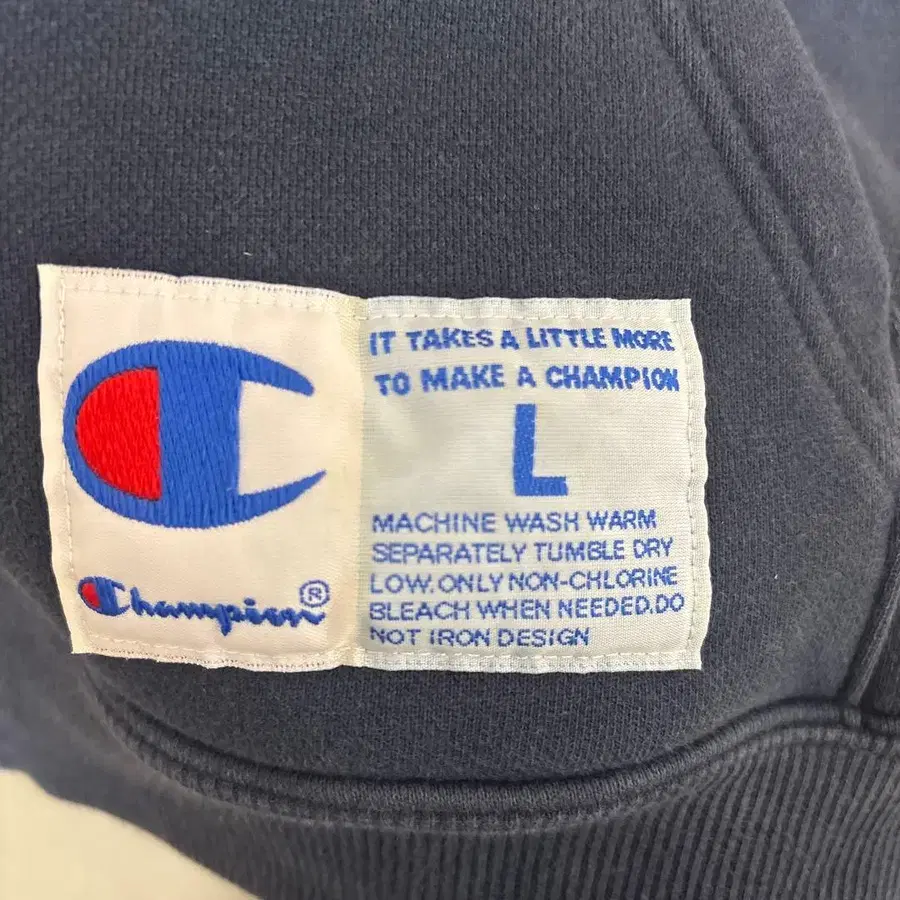 Champion®
IT TAKES A LITTLE MORE
TO MAKE A CHAMPION
L
MACHINE WASH WARM
SEPARATELY TUMBLE DRY
LOW.ONLY NON-CHLORINE
BLEACH WHEN NEEDED.DO
NOT IRON DESIGN